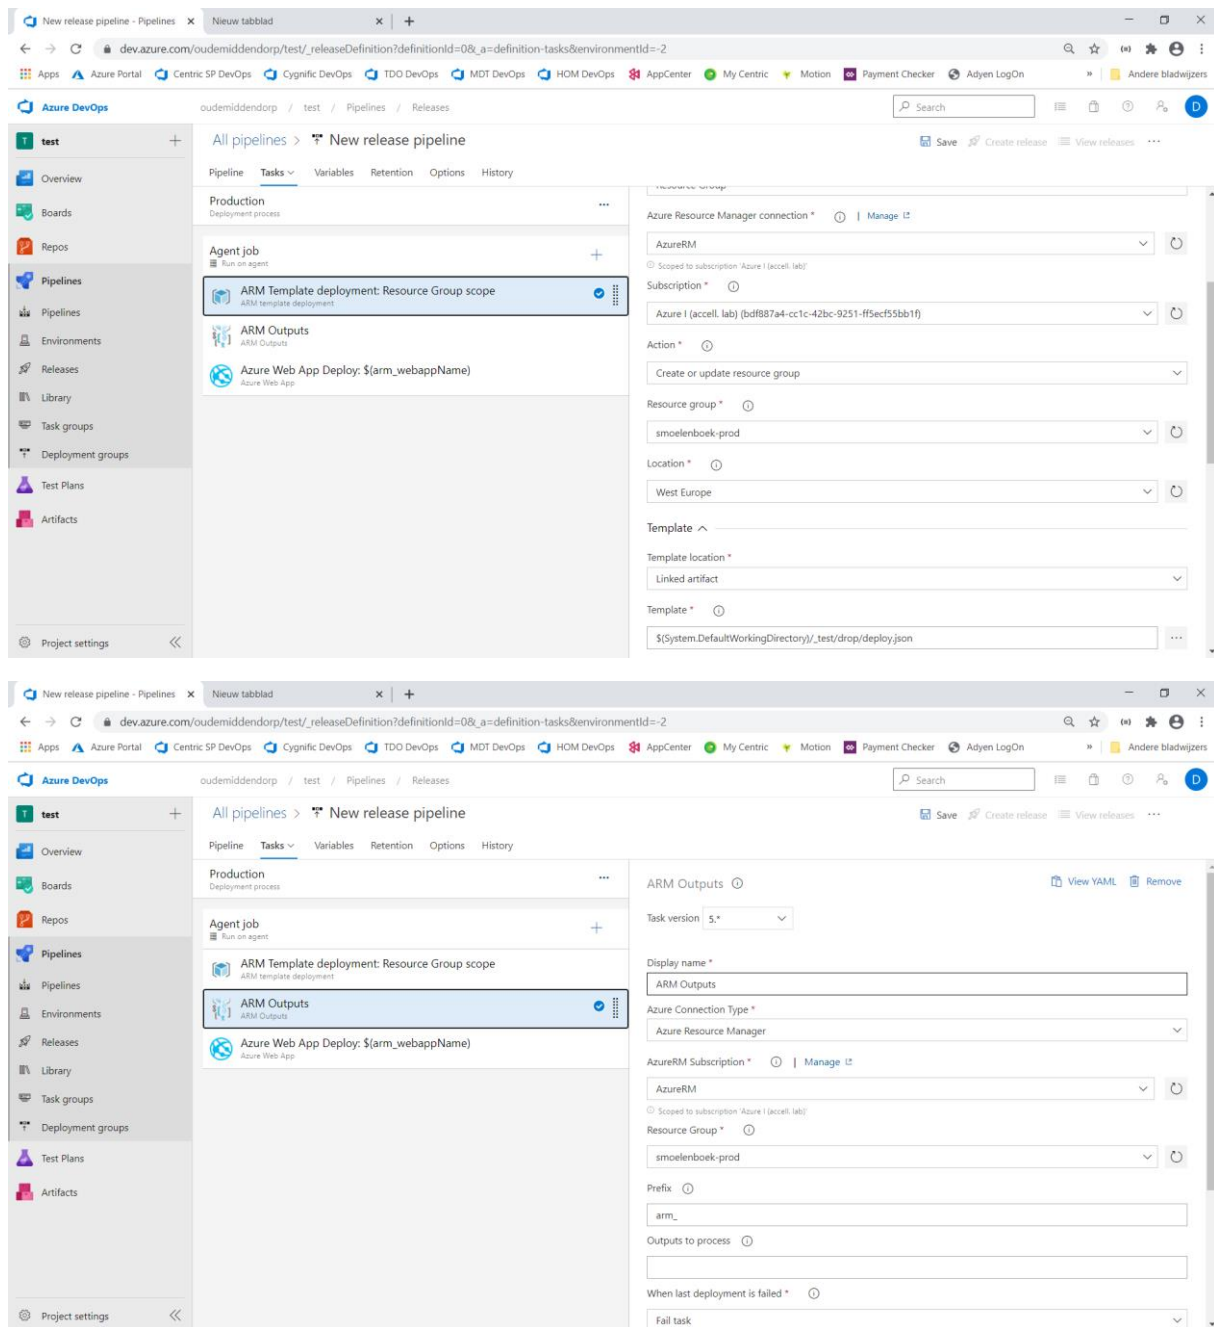 New release pipeline - Pipelines
Nieuw tabblad
dev.azure.com/oudemiddendorp/test/_releaseDefinition?definitionId=0&_a=definition-tasks&environmentId=-2
Apps Azure Portal Centric SP DevOps Cygnific DevOps TDO DevOps MDT DevOps HOM DevOps AppCenter My Centric Motion Payment Checker Adyen LogOn » Andere bladwijzers
Azure DevOps
oudemiddendorp / test / Pipelines / Releases
Search
D
T test
All pipelines > New release pipeline
Save Create release View releases ...
Overview
Boards
Repos
Pipelines
Pipelines
Environments
Releases
Library
Task groups
Deployment groups
Test Plans
Artifacts
Project settings
Pipeline Tasks Variables Retention Options History
Production
Deployment process
Agent job
Run on agent
ARM Template deployment: Resource Group scope
ARM template deployment
ARM Outputs
ARM Outputs
Azure Web App Deploy: $(arm_webappName)
Azure Web App
Resource Group
Azure Resource Manager connection * | Manage
AzureRM
Scoped to subscription 'Azure I (accell. lab)'
Subscription *
Azure I (accell. lab) (bdf887a4-cc1c-42bc-9251-ff5ecf55bb1f)
Action *
Create or update resource group
Resource group *
smoelenboek-prod
Location *
West Europe
Template
Template location *
Linked artifact
Template *
$(System.DefaultWorkingDirectory)/_test/drop/deploy.json
New release pipeline - Pipelines
Nieuw tabblad
dev.azure.com/oudemiddendorp/test/_releaseDefinition?definitionId=0&_a=definition-tasks&environmentId=-2
Apps Azure Portal Centric SP DevOps Cygnific DevOps TDO DevOps MDT DevOps HOM DevOps AppCenter My Centric Motion Payment Checker Adyen LogOn » Andere bladwijzers
Azure DevOps
oudemiddendorp / test / Pipelines / Releases
Search
D
T test
All pipelines > New release pipeline
Save Create release View releases ...
Overview
Boards
Repos
Pipelines
Pipelines
Environments
Releases
Library
Task groups
Deployment groups
Test Plans
Artifacts
Project settings
Pipeline Tasks Variables Retention Options History
Production
Deployment process
Agent job
Run on agent
ARM Template deployment: Resource Group scope
ARM template deployment
ARM Outputs
ARM Outputs
Azure Web App Deploy: $(arm_webappName)
Azure Web App
ARM Outputs
View YAML Remove
Task version 5.*
Display name *
ARM Outputs
Azure Connection Type *
Azure Resource Manager
AzureRM Subscription * | Manage
AzureRM
Scoped to subscription 'Azure I (accell. lab)'
Resource Group *
smoelenboek-prod
Prefix
arm_
Outputs to process
When last deployment is failed *
Fail task